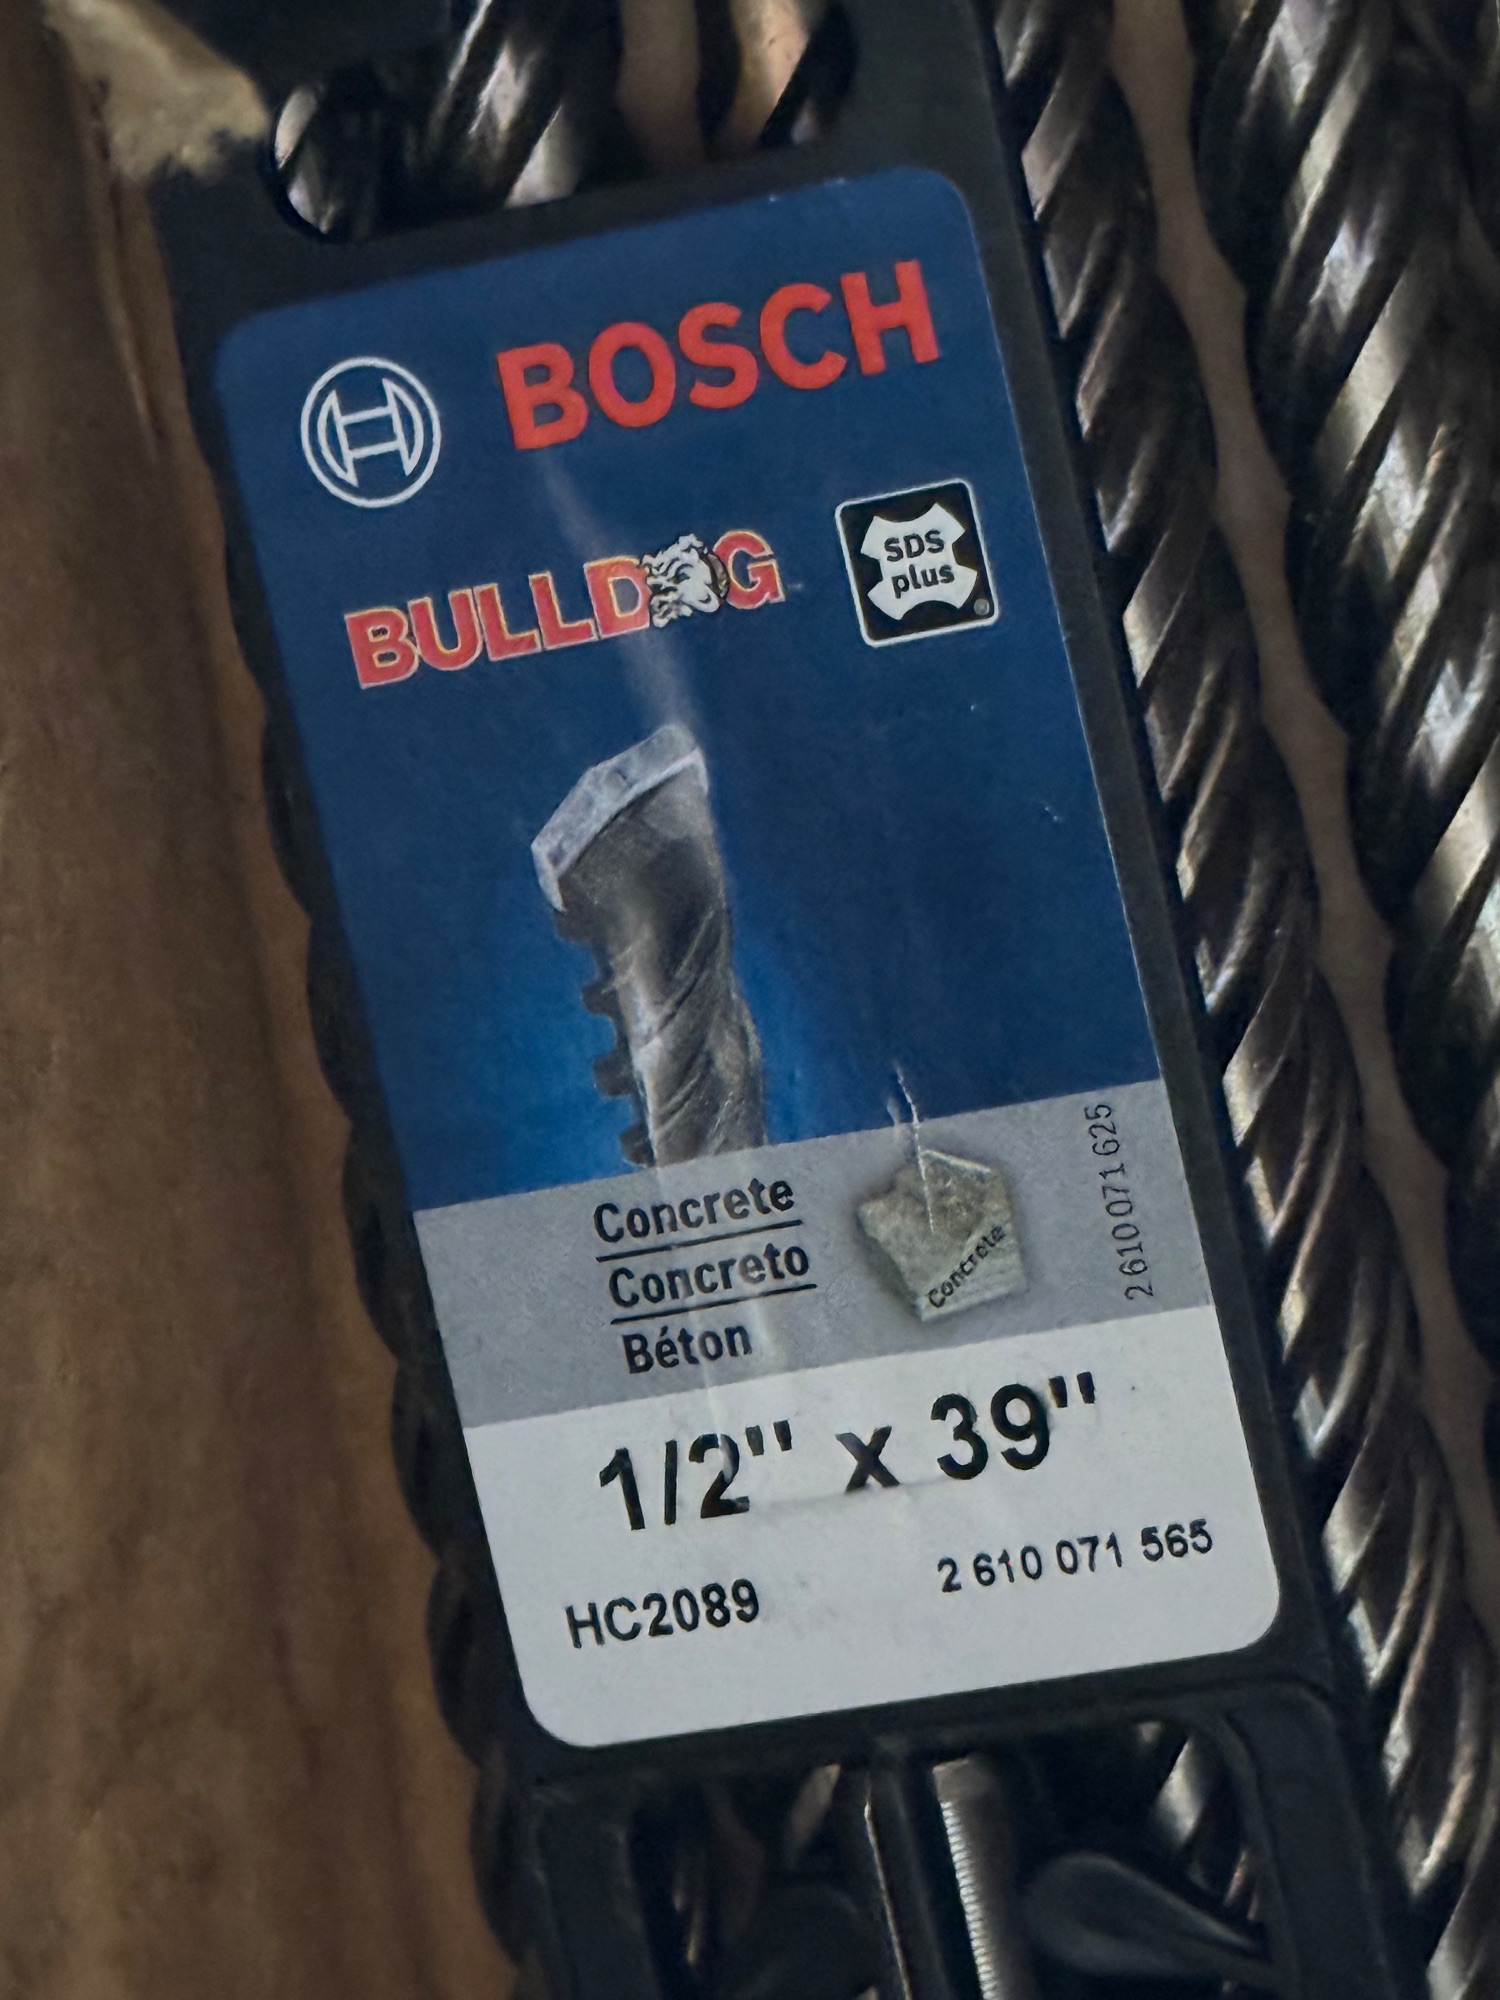 BOSCH
BULLDOG
SDS
plus
®
Concrete
Concreto
Béton
Concrete
2 610 071 625
1/2" x 39"
HC2089
2 610 071 565